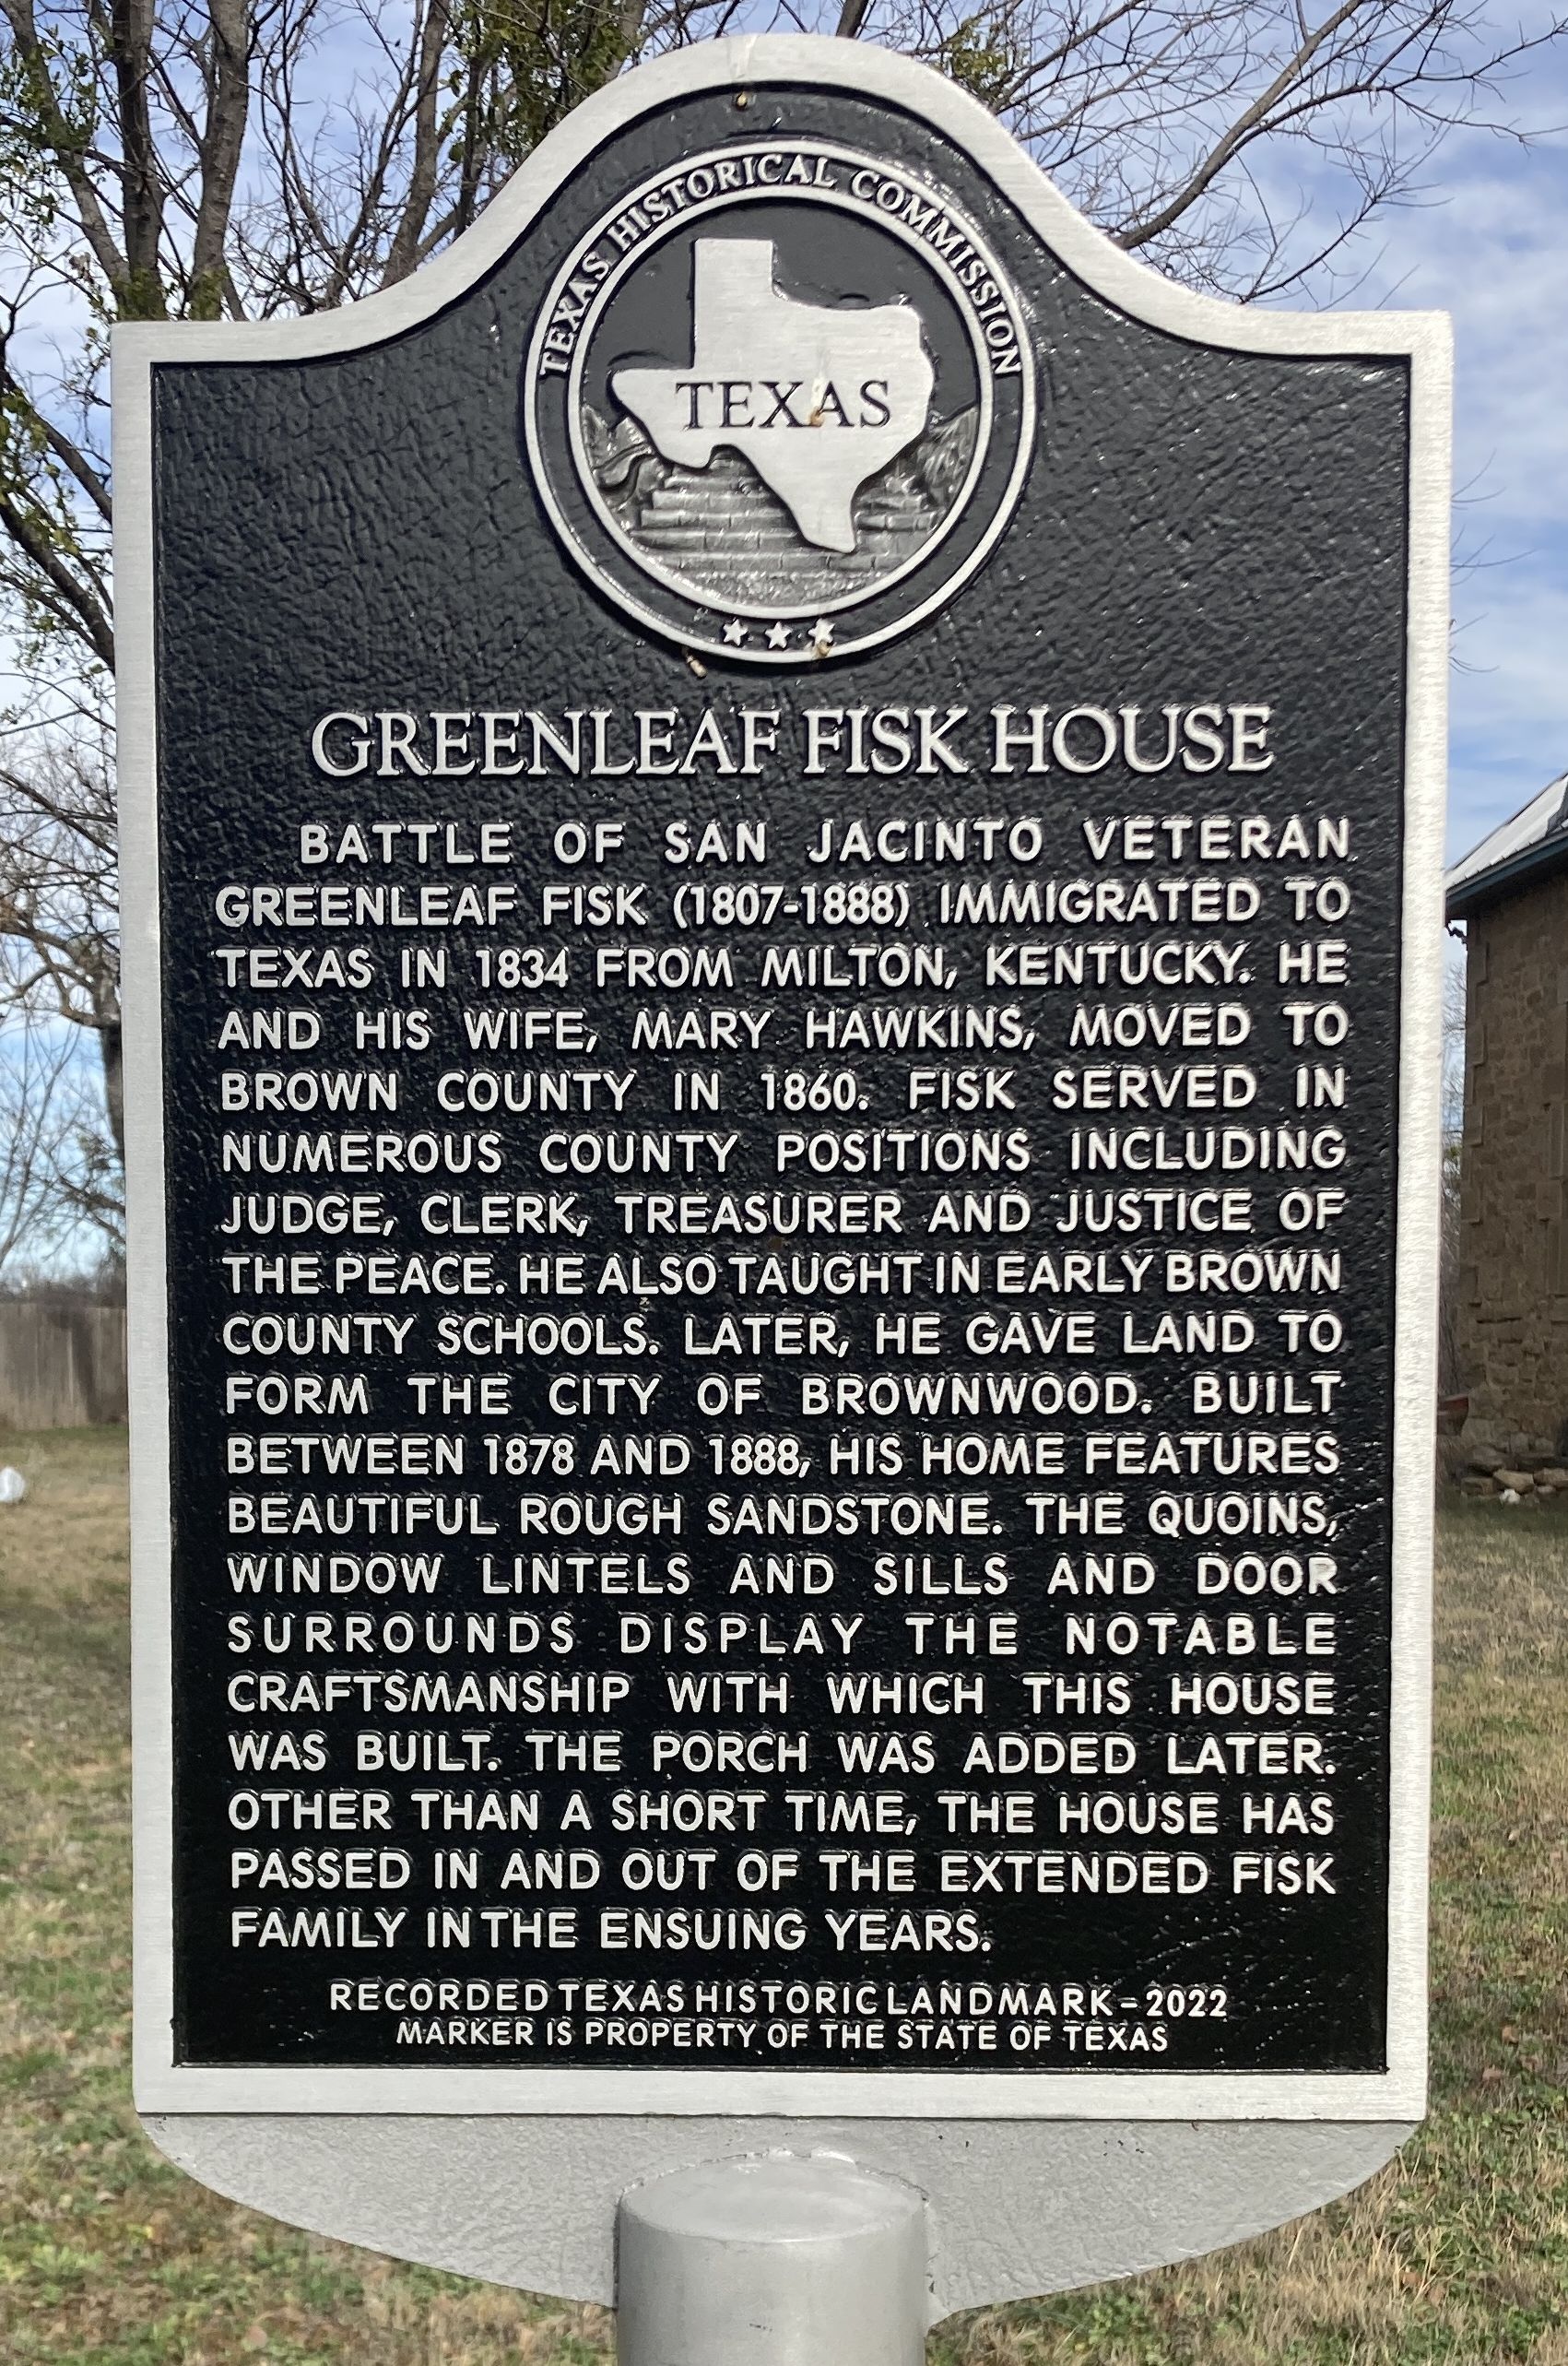 TEXAS HISTORICAL COMMISSION
TEXAS
GREENLEAF FISK HOUSE
BATTLE OF SAN JACINTO VETERAN
GREENLEAF FISK (1807-1888) IMMIGRATED TO
TEXAS IN 1834 FROM MILTON, KENTUCKY. HE
AND HIS WIFE, MARY HAWKINS, MOVED TO
BROWN COUNTY IN 1860. FISK SERVED IN
NUMEROUS COUNTY POSITIONS INCLUDING
JUDGE, CLERK, TREASURER AND JUSTICE OF
THE PEACE. HE ALSO TAUGHT IN EARLY BROWN
COUNTY SCHOOLS. LATER, HE GAVE LAND TO
FORM THE CITY OF BROWNWOOD. BUILT
BETWEEN 1878 AND 1888, HIS HOME FEATURES
BEAUTIFUL ROUGH SANDSTONE. THE QUOINS,
WINDOW LINTELS AND SILLS AND DOOR
SURROUNDS DISPLAY THE NOTABLE
CRAFTSMANSHIP WITH WHICH THIS HOUSE
WAS BUILT. THE PORCH WAS ADDED LATER.
OTHER THAN A SHORT TIME, THE HOUSE HAS
PASSED IN AND OUT OF THE EXTENDED FISK
FAMILY IN THE ENSUING YEARS.
RECORDED TEXAS HISTORIC LANDMARK – 2022
MARKER IS PROPERTY OF THE STATE OF TEXAS